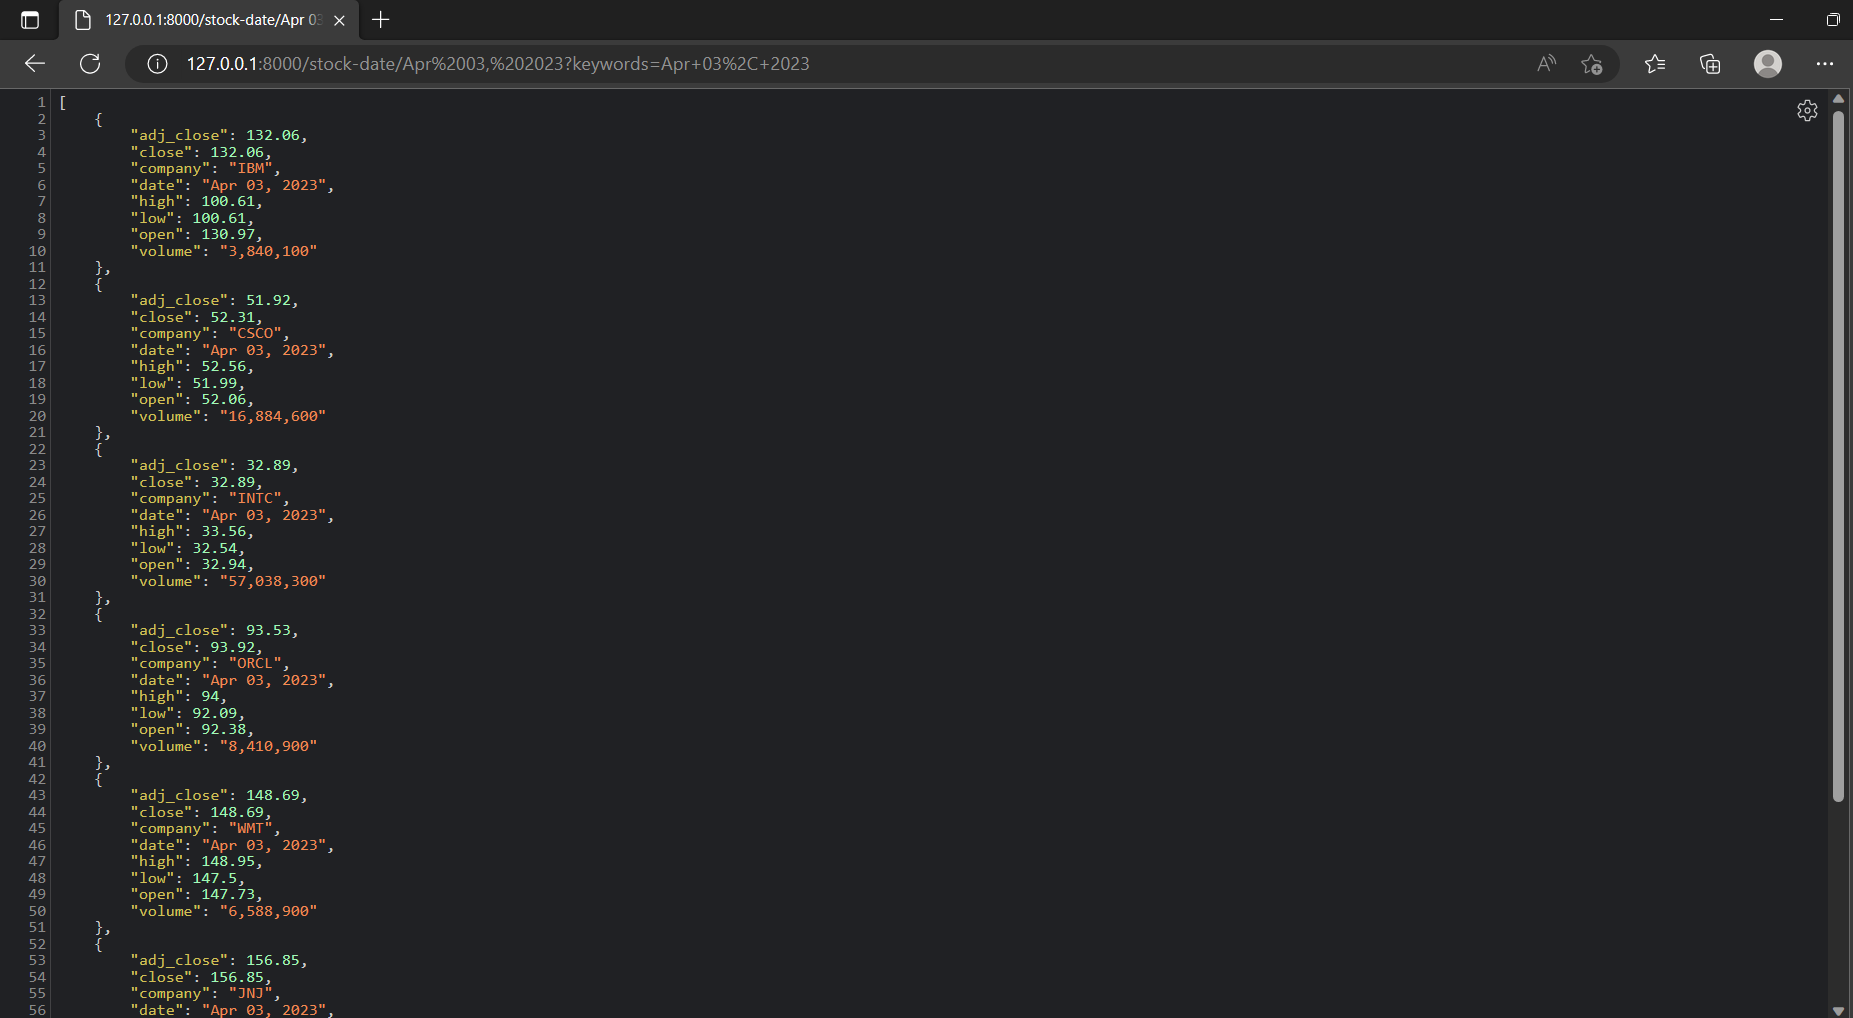 127.0.0.1:8000/stock-date/Apr 03
127.0.0.1:8000/stock-date/Apr%2003,%202023?keywords=Apr+03%2C+2023
1 [
2 {
3 "adj_close": 132.06,
4 "close": 132.06,
5 "company": "IBM",
6 "date": "Apr 03, 2023",
7 "high": 100.61,
8 "low": 100.61,
9 "open": 130.97,
10 "volume": "3,840,100"
11 },
12 {
13 "adj_close": 51.92,
14 "close": 52.31,
15 "company": "CSCO",
16 "date": "Apr 03, 2023",
17 "high": 52.56,
18 "low": 51.99,
19 "open": 52.06,
20 "volume": "16,884,600"
21 },
22 {
23 "adj_close": 32.89,
24 "close": 32.89,
25 "company": "INTC",
26 "date": "Apr 03, 2023",
27 "high": 33.56,
28 "low": 32.54,
29 "open": 32.94,
30 "volume": "57,038,300"
31 },
32 {
33 "adj_close": 93.53,
34 "close": 93.92,
35 "company": "ORCL",
36 "date": "Apr 03, 2023",
37 "high": 94,
38 "low": 92.09,
39 "open": 92.38,
40 "volume": "8,410,900"
41 },
42 {
43 "adj_close": 148.69,
44 "close": 148.69,
45 "company": "WMT",
46 "date": "Apr 03, 2023",
47 "high": 148.95,
48 "low": 147.5,
49 "open": 147.73,
50 "volume": "6,588,900"
51 },
52 {
53 "adj_close": 156.85,
54 "close": 156.85,
55 "company": "JNJ",
56 "date": "Apr 03, 2023",